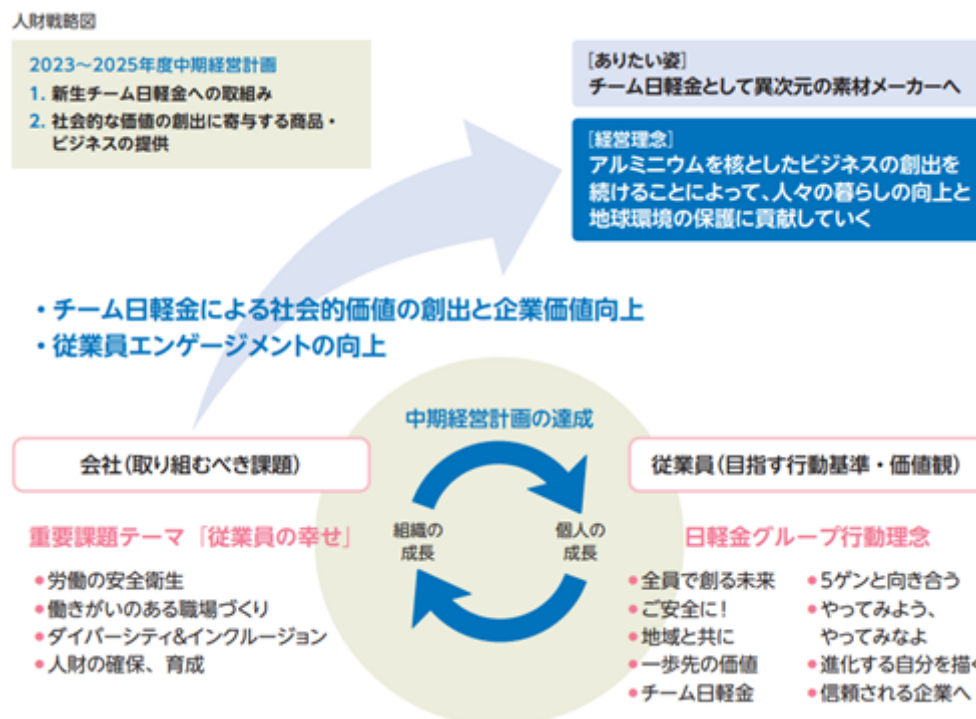 人財戦略図
2023〜2025年度中期経営計画
1. 新生チーム日軽金への取組み
2. 社会的な価値の創出に寄与する商品・
ビジネスの提供
[ありたい姿]
チーム日軽金として異次元の素材メーカーへ
[経営理念]
アルミニウムを核としたビジネスの創出を
続けることによって、人々の暮らしの向上と
地球環境の保護に貢献していく
・チーム日軽金による社会的価値の創出と企業価値向上
・従業員エンゲージメントの向上
中期経営計画の達成
組織の
成長
個人の
成長
会社(取り組むべき課題)
重要課題テーマ「従業員の幸せ」
●労働の安全衛生
●働きがいのある職場づくり
●ダイバーシティ&インクルージョン
●人財の確保、育成
従業員(目指す行動基準・価値観)
日軽金グループ行動理念
●全員で創る未来
●ご安全に!
●地域と共に
●一歩先の価値
●チーム日軽金
●5ゲンと向き合う
●やってみよう、
やってみなよ
●進化する自分を描く
●信頼される企業へ